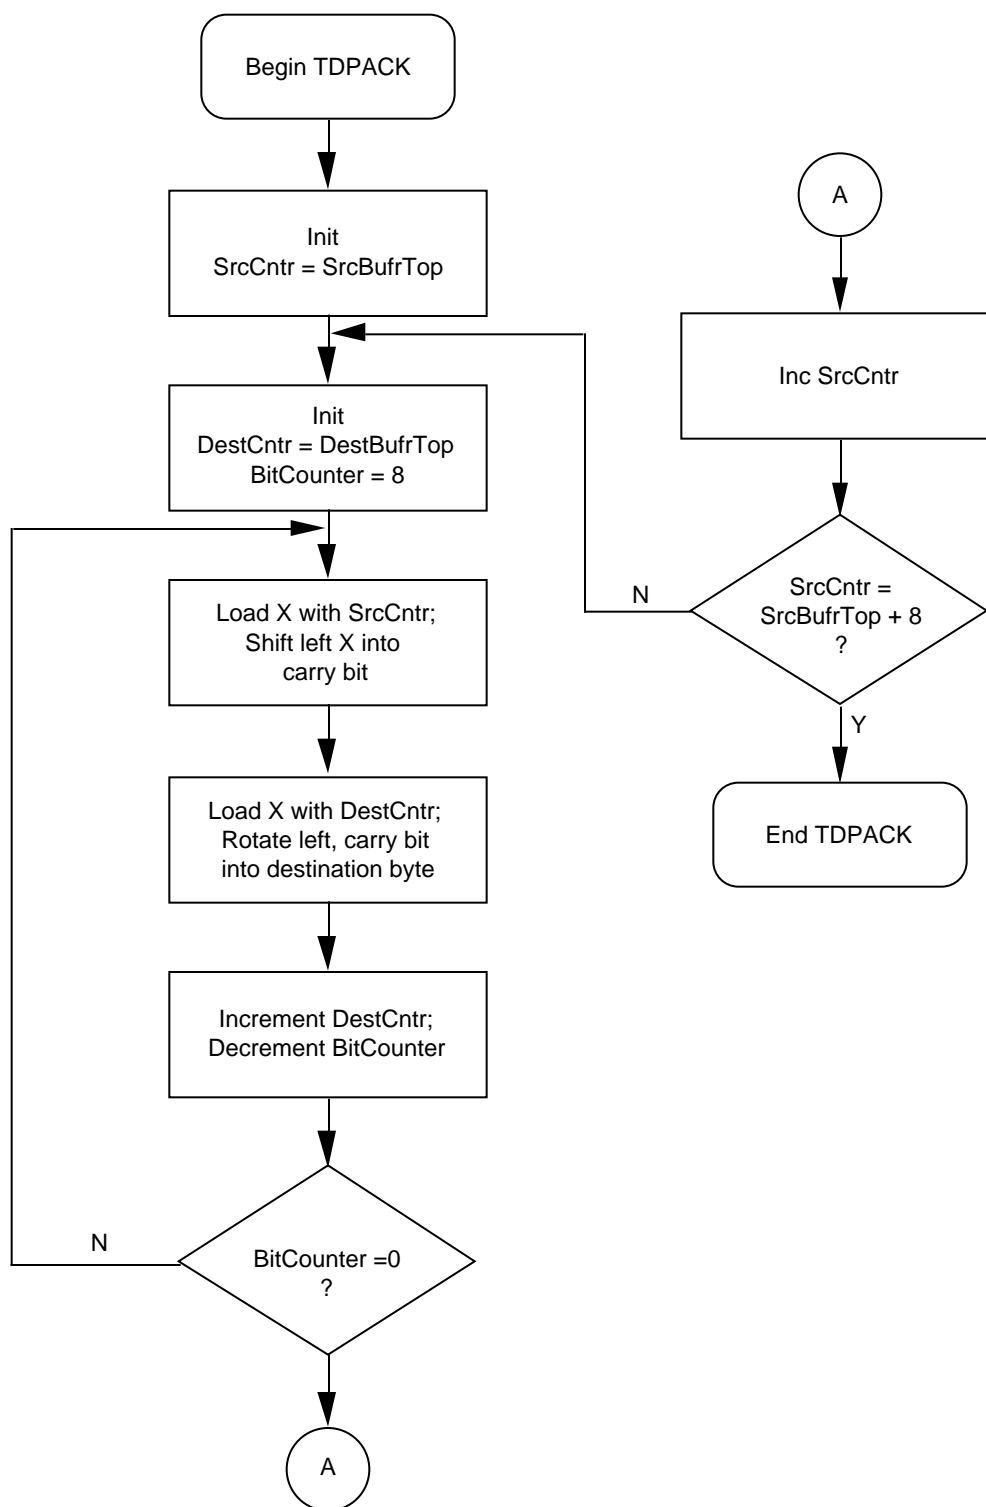 Begin TDPACK
Init
SrcCntr = SrcBufrTop
Init
DestCntr = DestBufrTop
BitCounter = 8
Load X with SrcCntr;
Shift left X into
carry bit
Load X with DestCntr;
Rotate left, carry bit
into destination byte
Increment DestCntr;
Decrement BitCounter
N
BitCounter =0
?
A
A
Inc SrcCntr
N
SrcCntr =
SrcBufrTop + 8
?
Y
End TDPACK